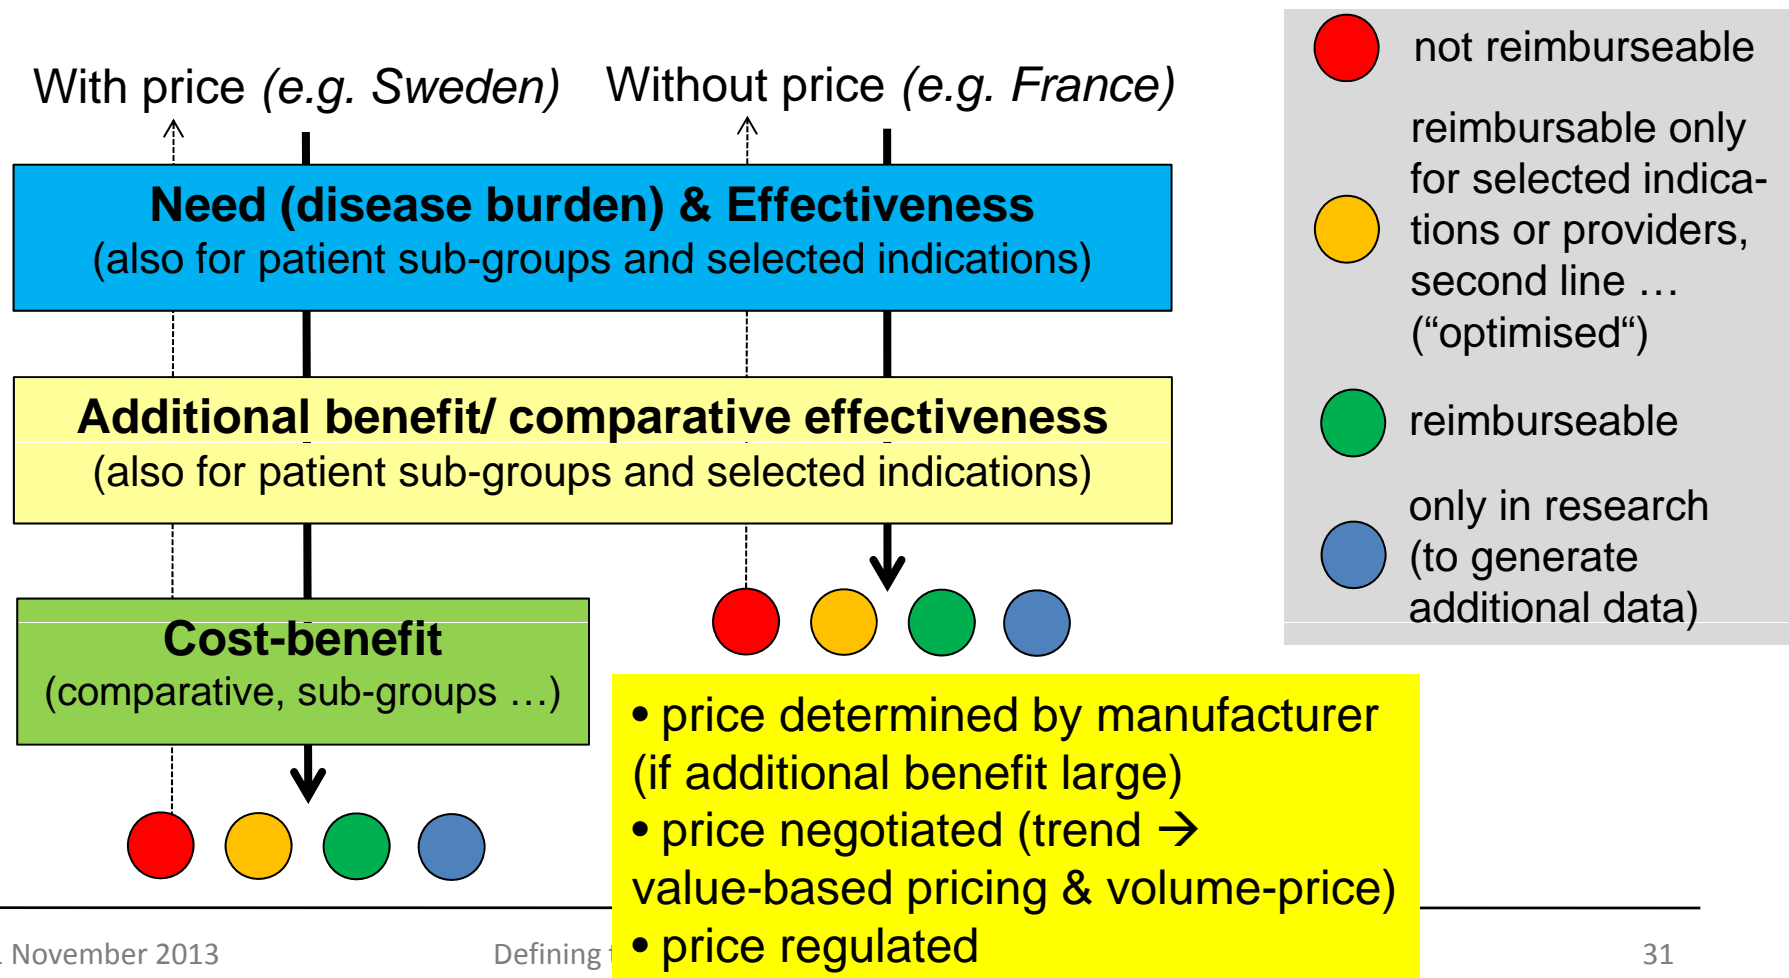 With price (e.g. Sweden)
Without price (e.g. France)
Need (disease burden) & Effectiveness
(also for patient sub-groups and selected indications)
Additional benefit/ comparative effectiveness
(also for patient sub-groups and selected indications)
Cost-benefit
(comparative, sub-groups …)
• price determined by manufacturer
(if additional benefit large)
• price negotiated (trend →
value-based pricing & volume-price)
• price regulated
not reimburseable
reimbursable only
for selected indica-
tions or providers,
second line …
(“optimised“)
reimburseable
only in research
(to generate
additional data)
November 2013
Defining
31